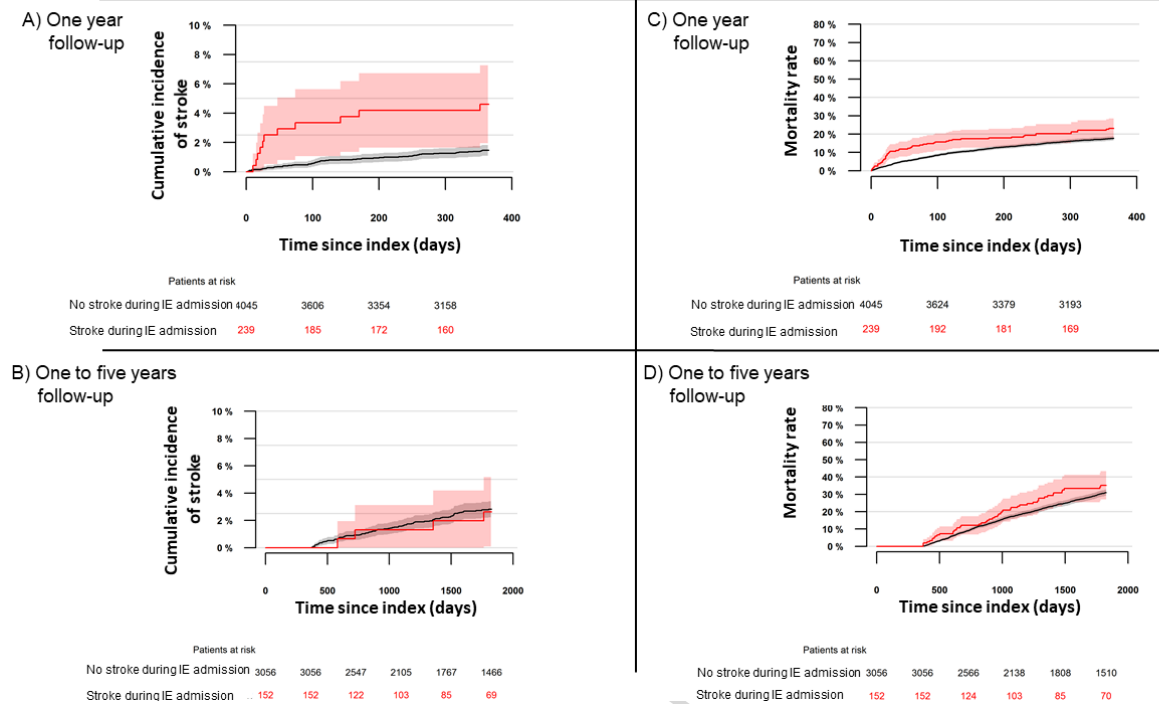 A) One year
follow-up
10 %
8 %
6 %
4 %
2 %
0 %
Cumulative incidence
of stroke
0 100 200 300 400
Time since index (days)
Patients at risk
No stroke during IE admission 4045 3606 3354 3158
Stroke during IE admission 239 185 172 160
C) One year
follow-up
80 %
70 %
60 %
50 %
40 %
30 %
20 %
10 %
0 %
Mortality rate
0 100 200 300 400
Time since index (days)
Patients at risk
No stroke during IE admission 4045 3624 3379 3193
Stroke during IE admission 239 192 181 169
B) One to five years
follow-up
10 %
8 %
6 %
4 %
2 %
0 %
Cumulative incidence
of stroke
0 500 1000 1500 2000
Time since index (days)
Patients at risk
No stroke during IE admission 3056 3056 2547 2105 1767 1466
Stroke during IE admission 152 152 122 103 85 69
D) One to five years
follow-up
80 %
70 %
60 %
50 %
40 %
30 %
20 %
10 %
0 %
Mortality rate
0 500 1000 1500 2000
Time since index (days)
Patients at risk
No stroke during IE admission 3056 3056 2566 2138 1808 1510
Stroke during IE admission 152 152 124 103 85 70